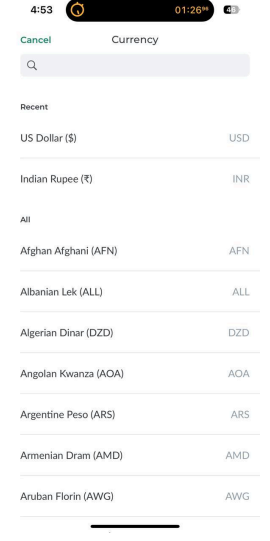 4:53 01:26⁹⁶ 46
Cancel Currency
Recent
US Dollar ($) USD
Indian Rupee (₹) INR
All
Afghan Afghani (AFN) AFN
Albanian Lek (ALL) ALL
Algerian Dinar (DZD) DZD
Angolan Kwanza (AOA) AOA
Argentine Peso (ARS) ARS
Armenian Dram (AMD) AMD
Aruban Florin (AWG) AWG